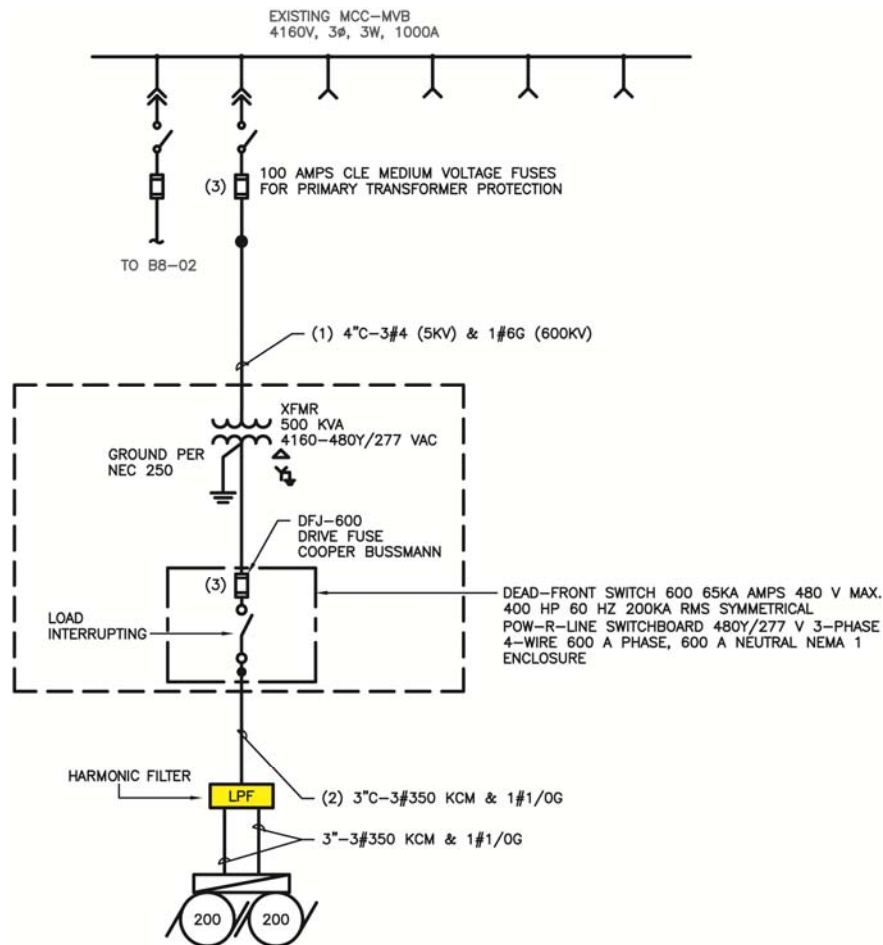 EXISTING MCC-MVB
4160V, 3ø, 3W, 1000A
(3)
100 AMPS CLE MEDIUM VOLTAGE FUSES
FOR PRIMARY TRANSFORMER PROTECTION
TO B8-02
(1) 4"C-3#4 (5KV) & 1#6G (600KV)
XFMR
500 KVA
4160-480Y/277 VAC
GROUND PER
NEC 250
DFJ-600
DRIVE FUSE
COOPER BUSSMANN
(3)
LOAD
INTERRUPTING
DEAD-FRONT SWITCH 600 65KA AMPS 480 V MAX.
400 HP 60 HZ 200KA RMS SYMMETRICAL
POW-R-LINE SWITCHBOARD 480Y/277 V 3-PHASE
4-WIRE 600 A PHASE, 600 A NEUTRAL NEMA 1
ENCLOSURE
HARMONIC FILTER
LPF
(2) 3"C-3#350 KCM & 1#1/0G
3"-3#350 KCM & 1#1/0G
200
200